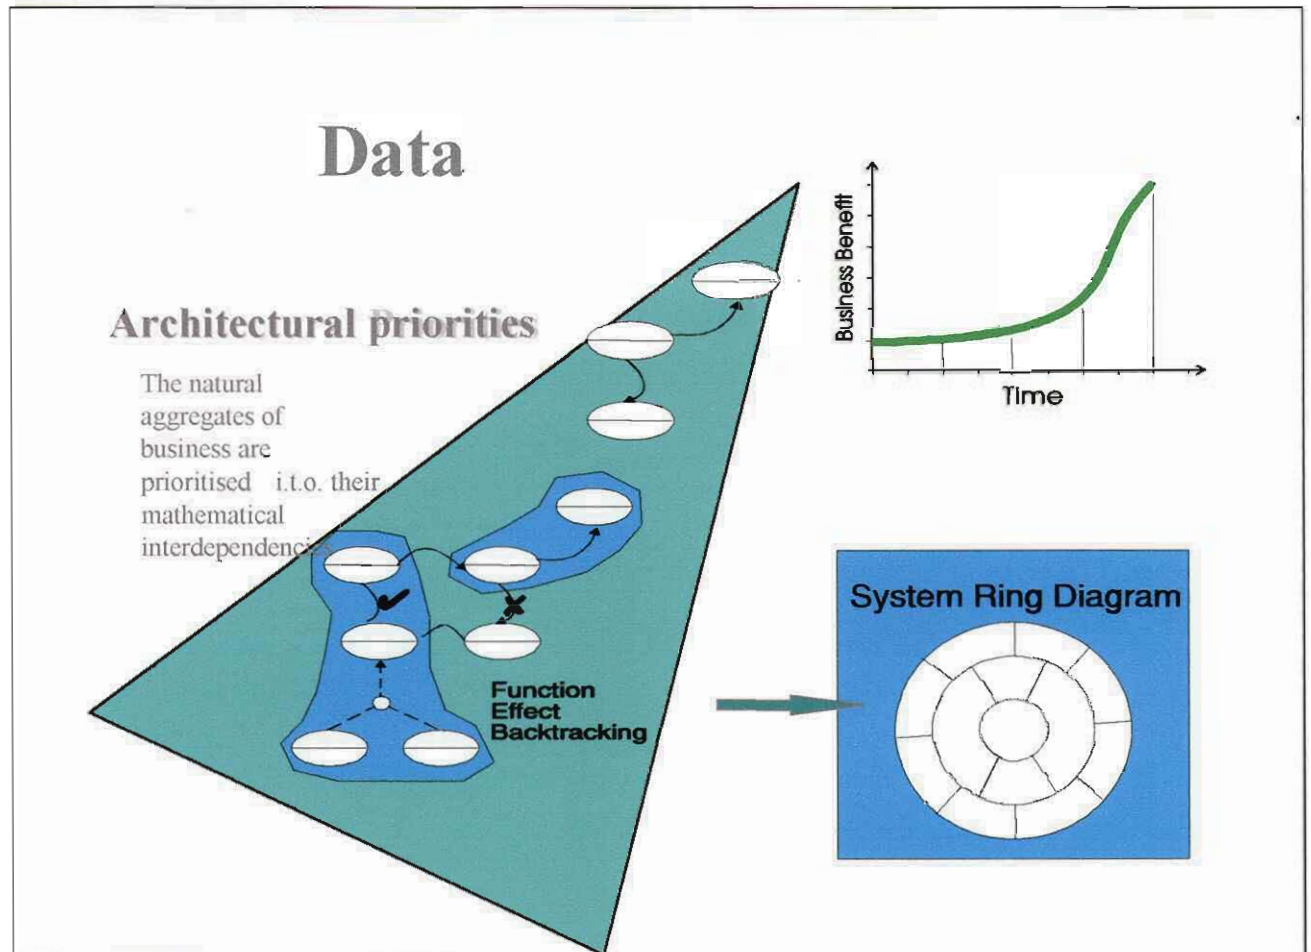 Data
Architectural priorities
The natural
aggregates of
business are
prioritised i.t.o. their
mathematical
interdependencies
Function
Effect
Backtracking
Business Benefit
Time
System Ring Diagram